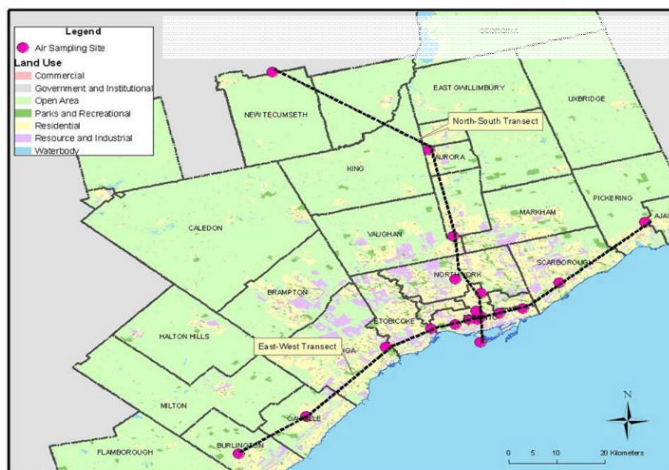 Legend
Air Sampling Site
Land Use
Commercial
Government and Institutional
Open Area
Parks and Recreational
Residential
Resource and Industrial
Waterbody
EAST GWILLIMBURY
UXBRIDGE
NEW TECUMSETH
North-South Transect
AURORA
KING
PICKERING
AJAX
MARKHAM
CALEDON
VAUGHAN
SCARBOROUGH
NORTH YORK
BRAMPTON
ETOBICOKE
HALTON HILLS
East-West Transect
MILTON
BURLINGTON
FLAMBOROUGH
N
0 5 10 20 Kilometers